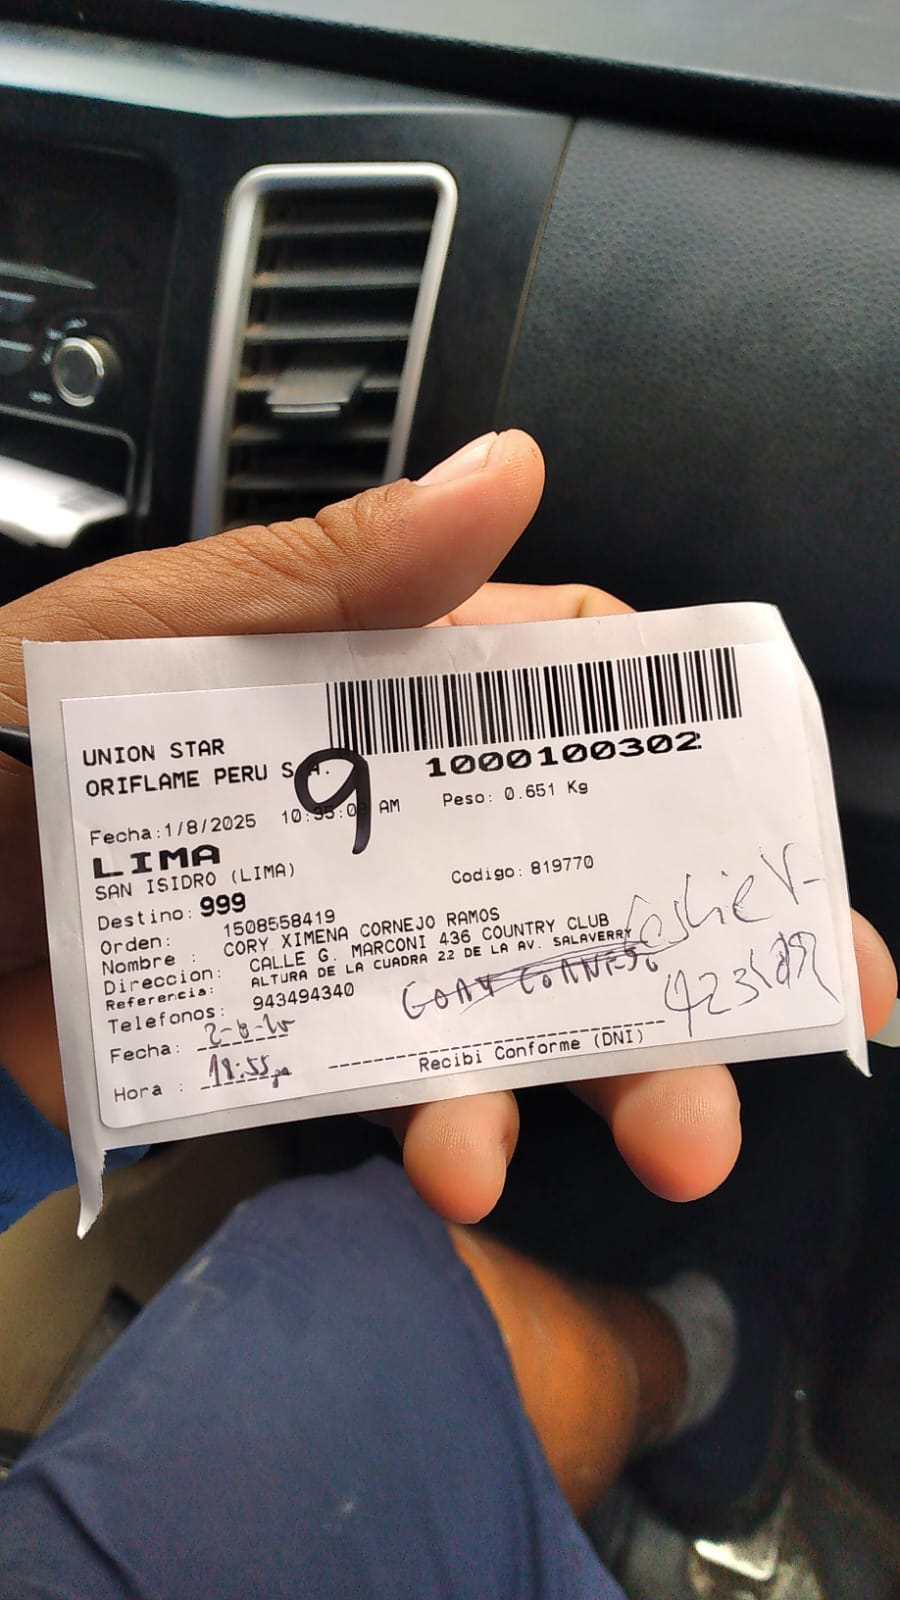 UNION STAR
ORIFLAME PERU S.A.
9
1000100302
Fecha:1/8/2025 AM Peso: 0.651 Kg
LIMA
SAN ISIDRO (LIMA)
Destino: 999 Codigo: 819770
Orden: 1508558419
Nombre : CORY XIMENA CORNEJO RAMOS
Direccion: CALLE G. MARCONI 436 COUNTRY CLUB
Referencia: ALTURA DE LA CUADRA 22 DE LA AV. SALAVERRY
Telefonos: 943494340
Fecha:
Hora :
Recibi Conforme (DNI)